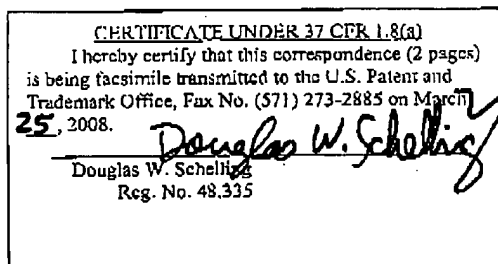 CERTIFICATE UNDER 37 CFR 1.8(a)
I hereby certify that this correspondence (2 pages)
is being facsimile transmitted to the U.S. Patent and
Trademark Office, Fax No. (571) 273-2885 on March
25, 2008.
Douglas W. Schelling
Douglas W. Schelling
Reg. No. 48,335